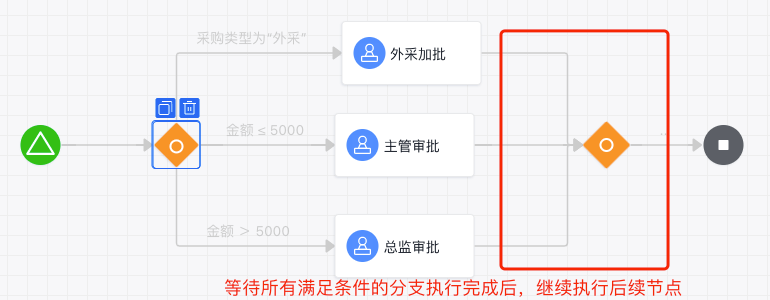 采购类型为“外采”
外采加批
金额 ≤ 5000
主管审批
金额 > 5000
总监审批
等待所有满足条件的分支执行完成后，继续执行后续节点